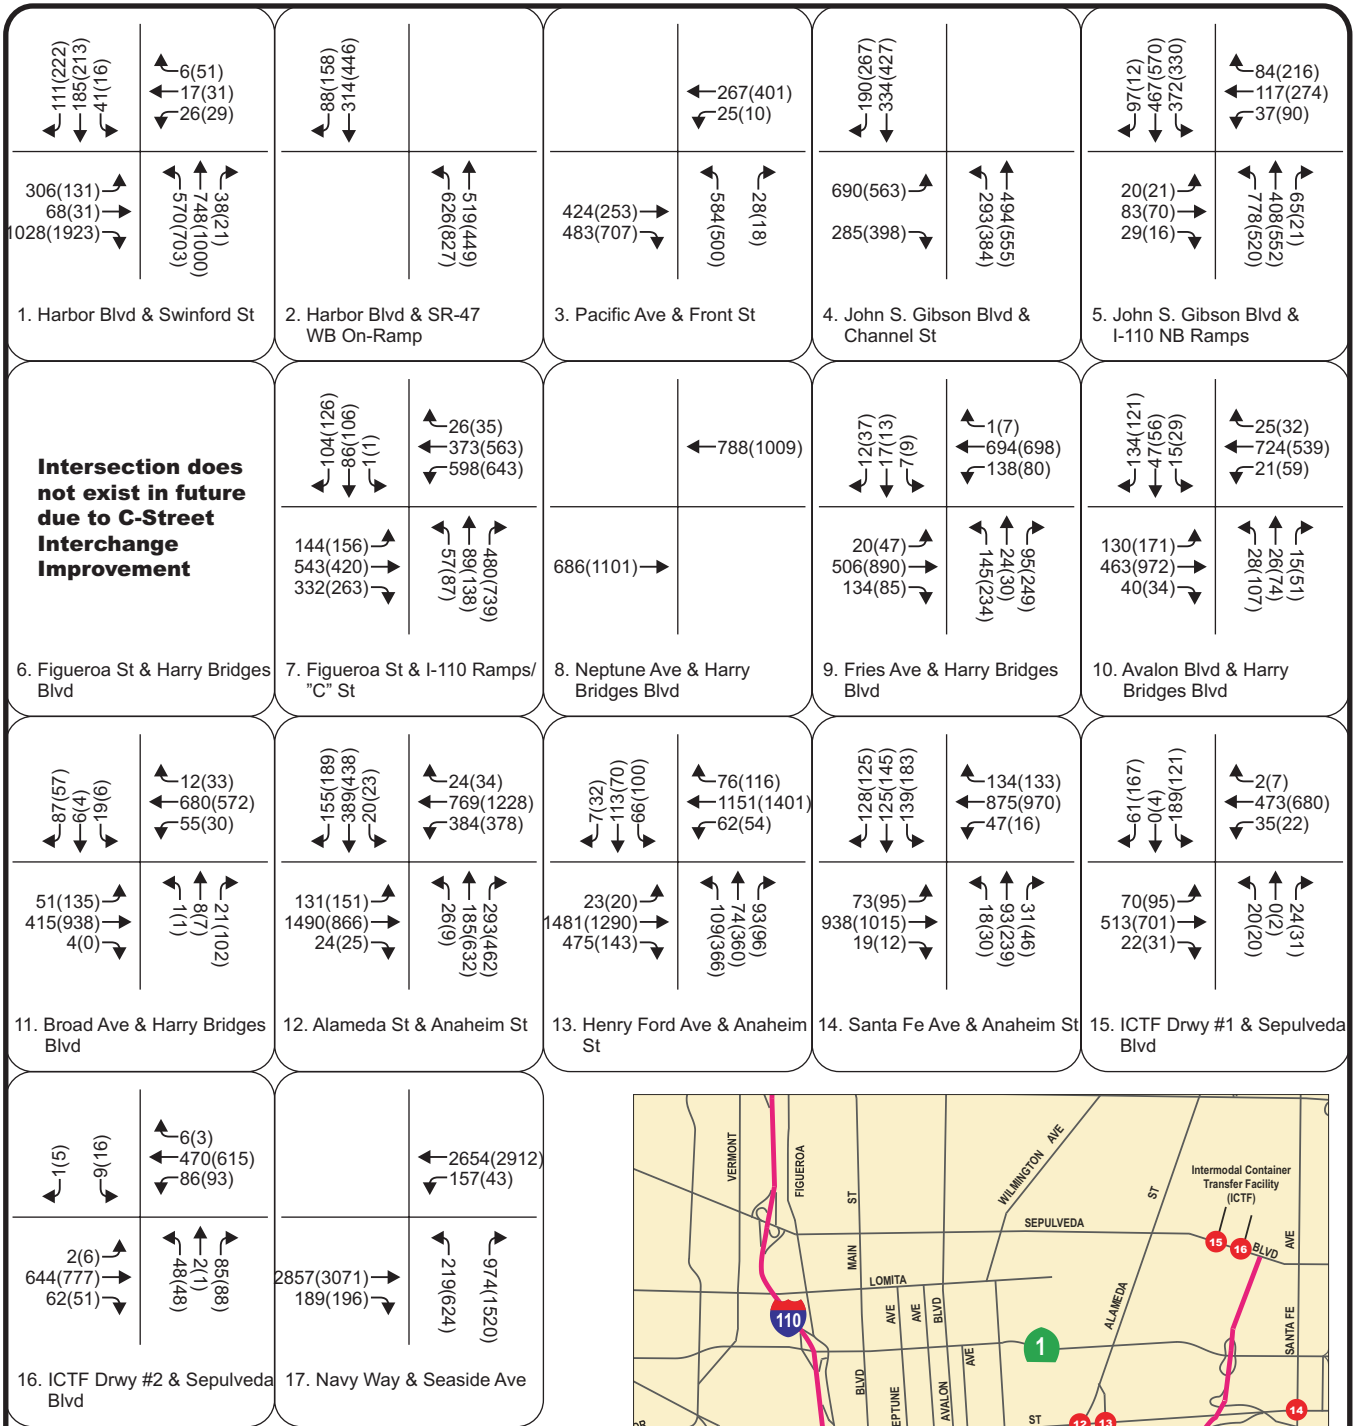 111(222)
185(213)
41(16)
6(51)
17(31)
26(29)
306(131)
68(31)
1028(1923)
570(703)
748(1000)
38(21)
1. Harbor Blvd & Swinford St
88(158)
314(446)
626(827)
519(449)
2. Harbor Blvd & SR-47
WB On-Ramp
267(401)
25(10)
424(253)
483(707)
584(500)
28(18)
3. Pacific Ave & Front St
190(267)
334(427)
690(563)
285(398)
293(384)
494(555)
4. John S. Gibson Blvd &
Channel St
97(12)
467(570)
372(330)
84(216)
117(274)
37(90)
20(21)
83(70)
29(16)
778(520)
408(552)
65(21)
5. John S. Gibson Blvd &
I-110 NB Ramps
Intersection does
not exist in future
due to C-Street
Interchange
Improvement
6. Figueroa St & Harry Bridges
Blvd
104(126)
86(106)
1(1)
26(35)
373(563)
598(643)
144(156)
543(420)
332(263)
57(87)
89(138)
480(739)
7. Figueroa St & I-110 Ramps/
”C” St
788(1009)
686(1101)
8. Neptune Ave & Harry
Bridges Blvd
12(37)
17(13)
7(9)
1(7)
694(698)
138(80)
20(47)
506(890)
134(85)
145(234)
24(30)
95(249)
9. Fries Ave & Harry Bridges
Blvd
134(121)
47(56)
15(29)
25(32)
724(539)
21(59)
130(171)
463(972)
40(34)
28(107)
26(74)
15(51)
10. Avalon Blvd & Harry
Bridges Blvd
87(57)
6(4)
19(6)
12(33)
680(572)
55(30)
51(135)
415(938)
4(0)
1(1)
8(7)
21(102)
11. Broad Ave & Harry Bridges
Blvd
155(189)
389(438)
20(23)
24(34)
769(1228)
384(378)
131(151)
1490(866)
24(25)
26(9)
185(632)
293(462)
12. Alameda St & Anaheim St
7(32)
113(70)
66(100)
76(116)
1151(1401)
62(54)
23(20)
1481(1290)
475(143)
109(366)
74(360)
93(96)
13. Henry Ford Ave & Anaheim
St
128(125)
125(145)
139(183)
134(133)
875(970)
47(16)
73(95)
938(1015)
19(12)
18(30)
93(239)
31(46)
14. Santa Fe Ave & Anaheim St
61(167)
0(4)
189(121)
2(7)
473(680)
35(22)
70(95)
513(701)
22(31)
20(20)
0(2)
24(31)
15. ICTF Drwy #1 & Sepulveda
Blvd
1(5)
9(16)
6(3)
470(615)
86(93)
2(6)
644(777)
62(51)
48(48)
2(1)
85(88)
16. ICTF Drwy #2 & Sepulveda
Blvd
2654(2912)
157(43)
2857(3071)
189(196)
219(624)
974(1520)
17. Navy Way & Seaside Ave
VERMONT
FIGUEROA
MAIN
ST
WILMINGTON AVE
ST
Intermodal Container
Transfer Facility
(ICTF)
SEPULVEDA
15
16
BLVD
AVE
LOMITA
AVE
AVE
BLVD
ALAMEDA
SANTA FE
110
1
AVE
BLVD
AVALON
14
ST
12
13